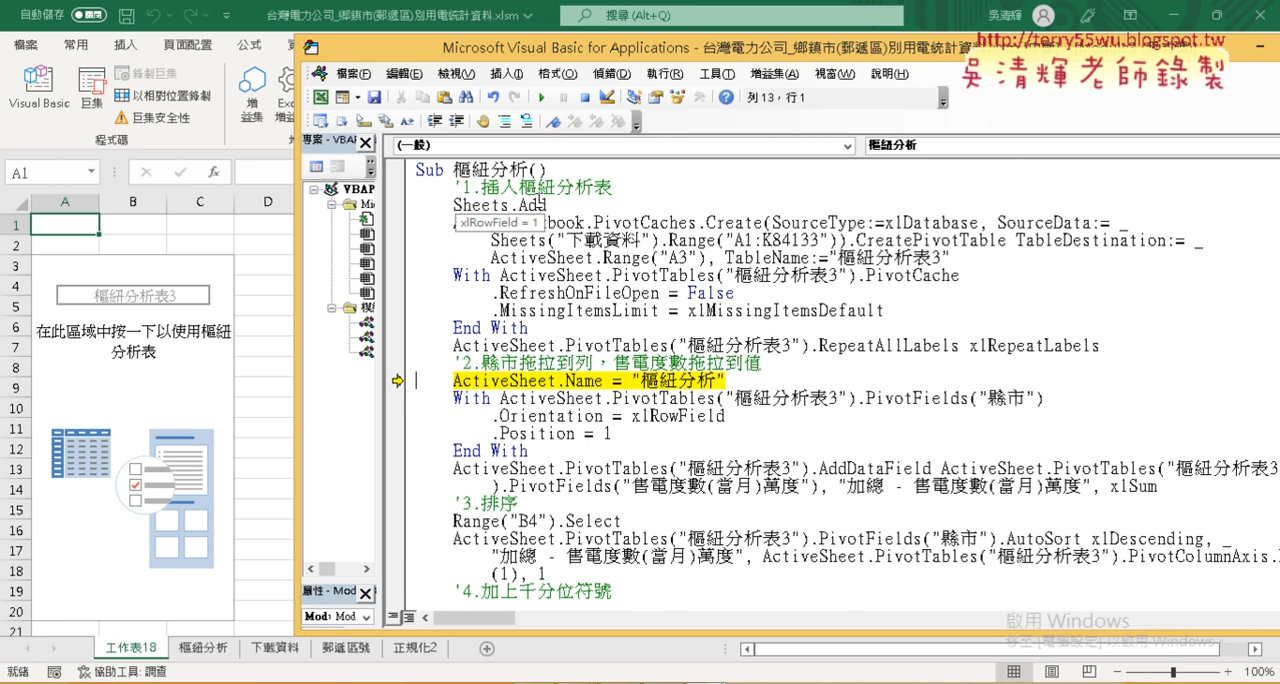 自動儲存
台灣電力公司_鄉鎮市(郵遞區)別用電統計資料.xlsm
搜尋 (Alt+Q)
吳清輝
檔案 常用 插入 頁面配置 公式
Microsoft Visual Basic for Applications - 台灣電力公司_鄉鎮市(郵遞區)別用電統計資
http://terry55wu.blogspot.tw
吳清輝老師錄製
檔案(F) 編輯(E) 檢視(V) 插入(I) 格式(O) 偵錯(D) 執行(R) 工具(T) 增益集(A) 視窗(W) 說明(H)
Visual Basic 巨集
錄製巨集
以相對位置錄製
巨集安全性
程式碼
增
益集
列 13，行 1
專案 - VBAP
(一般)
樞紐分析
A1
fx
A B C D
VBAP
Sub 樞紐分析()
'1.插入樞紐分析表
Sheets.Add
xlRowField = 1
book.PivotCaches.Create(SourceType:=xlDatabase, SourceData:= _
Sheets("下載資料").Range("A1:K84133")).CreatePivotTable TableDestination:= _
ActiveSheet.Range("A3"), TableName:="樞紐分析表3"
With ActiveSheet.PivotTables("樞紐分析表3").PivotCache
.RefreshOnFileOpen = False
.MissingItemsLimit = xlMissingItemsDefault
End With
ActiveSheet.PivotTables("樞紐分析表3").RepeatAllLabels xlRepeatLabels
'2.縣市拖拉到列，售電度數拖拉到值
ActiveSheet.Name = "樞紐分析"
With ActiveSheet.PivotTables("樞紐分析表3").PivotFields("縣市")
.Orientation = xlRowField
.Position = 1
End With
ActiveSheet.PivotTables("樞紐分析表3").AddDataField ActiveSheet.PivotTables("樞紐分析表3
).PivotFields("售電度數(當月)萬度"), "加總 - 售電度數(當月)萬度", xlSum
'3.排序
Range("B4").Select
ActiveSheet.PivotTables("樞紐分析表3").PivotFields("縣市").AutoSort xlDescending, _
"加總 - 售電度數(當月)萬度", ActiveSheet.PivotTables("樞紐分析表3").PivotColumnAxis.
(1), 1
'4.加上千分位符號
1
2
3
4
5
6
7
8
9
10
11
12
13
14
15
16
17
18
19
20
21
樞紐分析表3
在此區域中按一下以使用樞紐
分析表
屬性 - Mod
Mod Mod
啟用 Windows
移至 [電腦設定] 以啟用 Windows。
工作表18 樞紐分析 下載資料 郵遞區號 正規化2
就緒
協助工具: 調查
100%